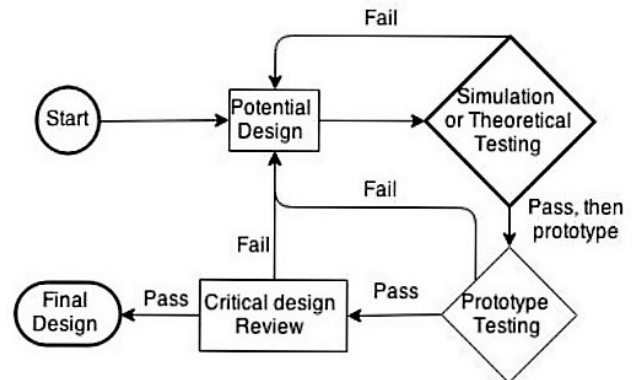 Fail
Start
Potential
Design
Simulation
or Theoretical
Testing
Fail
Pass, then
prototype
Fail
Final
Design
Pass
Critical design
Review
Pass
Prototype
Testing